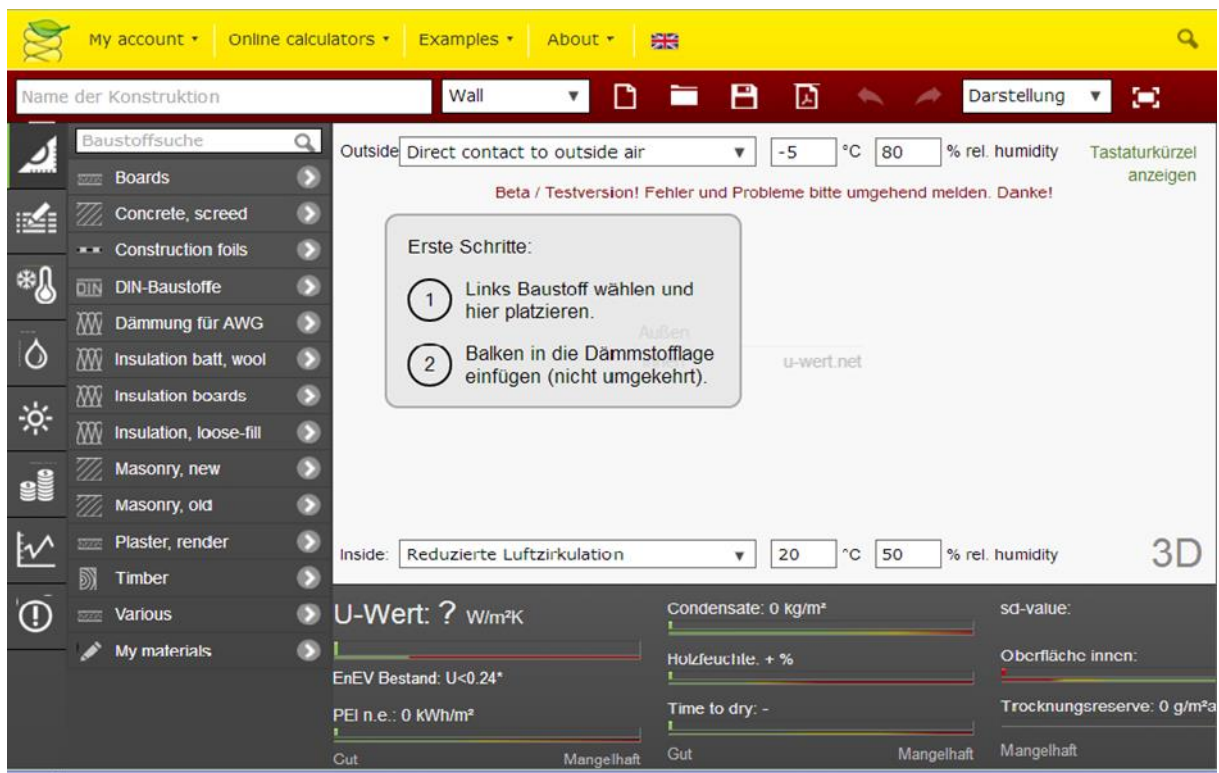 My account
Online calculators
Examples
About
Name der Konstruktion
Wall
Darstellung
Baustoffsuche
Boards
Concrete, screed
Construction foils
DIN DIN-Baustoffe
Dämmung für AWG
Insulation batt, wool
Insulation boards
Insulation, loose-fill
Masonry, new
Masonry, old
Plaster, render
Timber
Various
My materials
Outside Direct contact to outside air -5 °C 80 % rel. humidity
Tastaturkürzel
anzeigen
Beta / Testversion! Fehler und Probleme bitte umgehend melden. Danke!
Erste Schritte:
1 Links Baustoff wählen und
hier platzieren.
Außen
2 Balken in die Dämmstofflage
einfügen (nicht umgekehrt).
u-wert.net
Inside: Reduzierte Luftzirkulation 20 °C 50 % rel. humidity
3D
U-Wert: ? W/m²K
EnEV Bestand: U<0.24*
PEI n.e.: 0 kWh/m²
Gut Mangelhaft
Condensate: 0 kg/m²
Holzfeuchte: + %
Time to dry: -
Gut Mangelhaft
sd-value:
Oberfläche innen:
Trocknungsreserve: 0 g/m²a
Mangelhaft